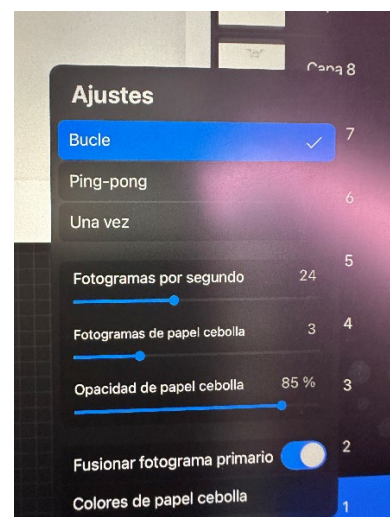 Capa 8
Ajustes
Bucle
7
Ping-pong
6
Una vez
5
Fotogramas por segundo 24
4
Fotogramas de papel cebolla 3
Opacidad de papel cebolla 85 %
3
2
Fusionar fotograma primario
Colores de papel cebolla
1